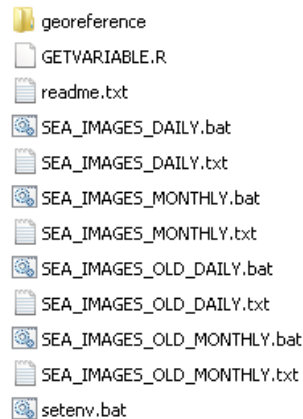 georeference
GETVARIABLE.R
readme.txt
SEA_IMAGES_DAILY.bat
SEA_IMAGES_DAILY.txt
SEA_IMAGES_MONTHLY.bat
SEA_IMAGES_MONTHLY.txt
SEA_IMAGES_OLD_DAILY.bat
SEA_IMAGES_OLD_DAILY.txt
SEA_IMAGES_OLD_MONTHLY.bat
SEA_IMAGES_OLD_MONTHLY.txt
setenv.bat